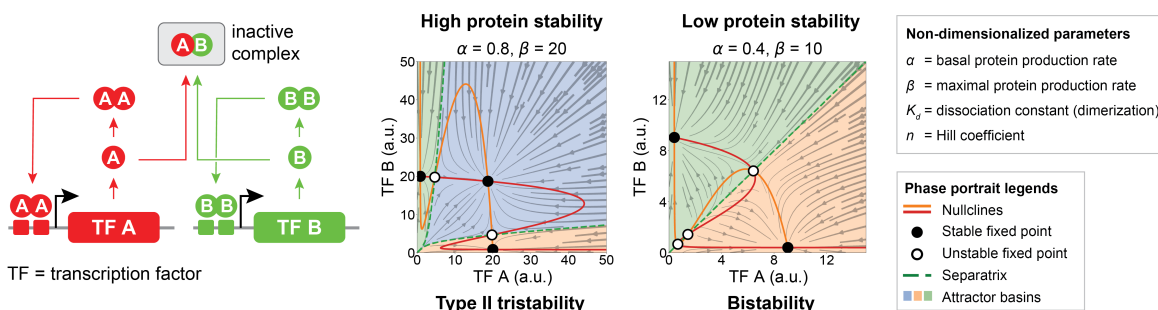 AB
inactive
complex
AA
BB
A
B
AA
TF A
BB
TF B
TF = transcription factor
High protein stability
α = 0.8, β = 20
TF B (a.u.)
50
40
30
20
10
0
0 10 20 30 40 50
TF A (a.u.)
Type II tristability
Low protein stability
α = 0.4, β = 10
TF B (a.u.)
12
8
4
0
0 4 8 12
TF A (a.u.)
Bistability
Non-dimensionalized parameters
α = basal protein production rate
β = maximal protein production rate
Kd = dissociation constant (dimerization)
n = Hill coefficient
Phase portrait legends
Nullclines
Stable fixed point
Unstable fixed point
Separatrix
Attractor basins